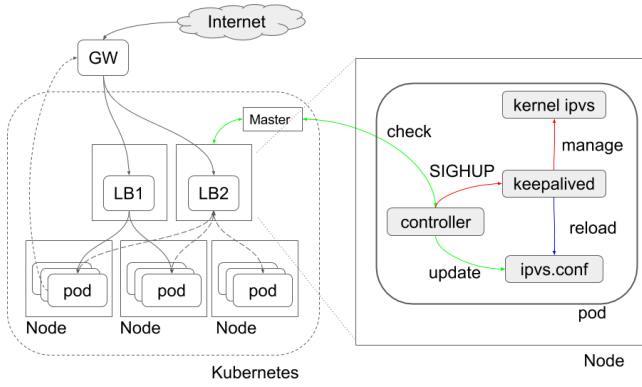 Internet
GW
Master
LB1
LB2
pod
pod
pod
Node
Node
Node
Kubernetes
kernel ipvs
check
manage
SIGHUP
keepalived
controller
reload
update
ipvs.conf
pod
Node